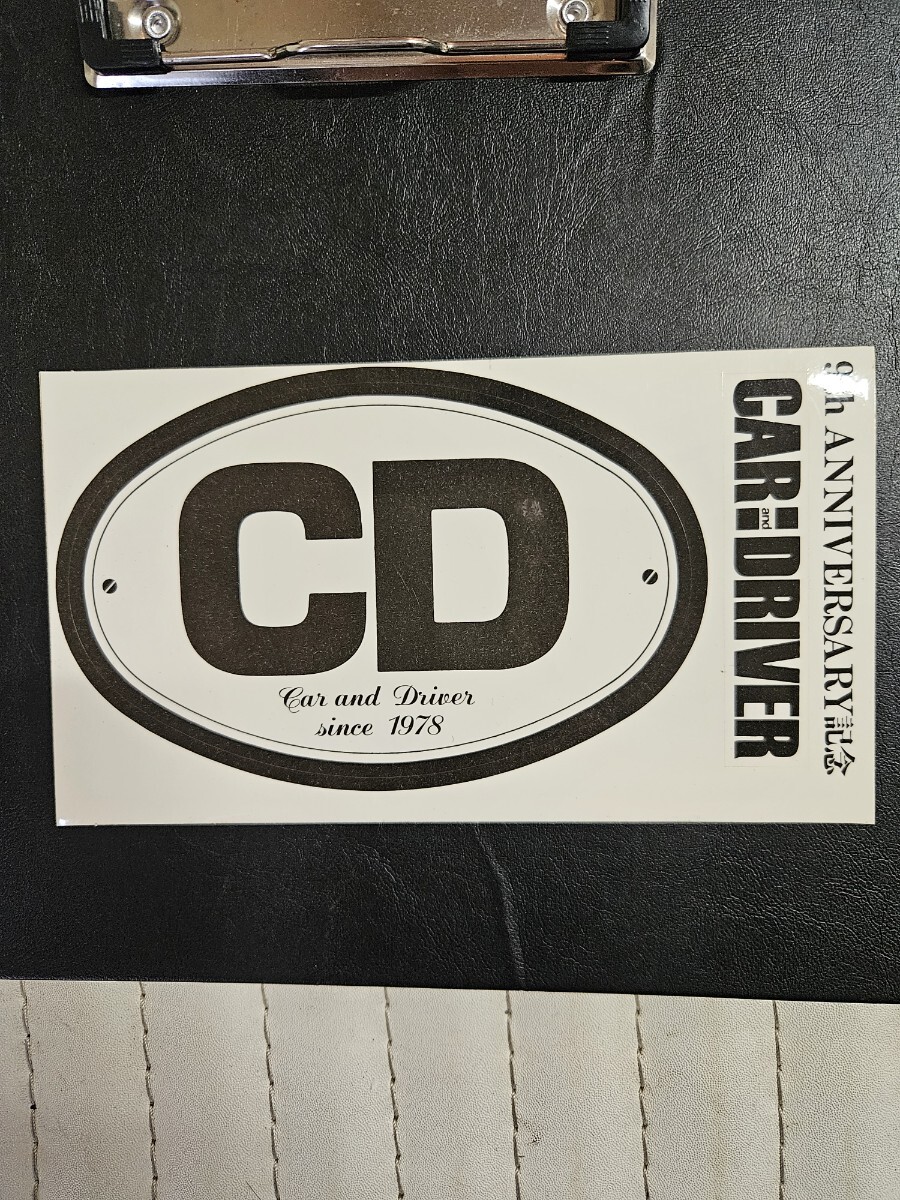 CD
Car and Driver
since 1978
9th ANNIVERSARY記念
CAR and DRIVER